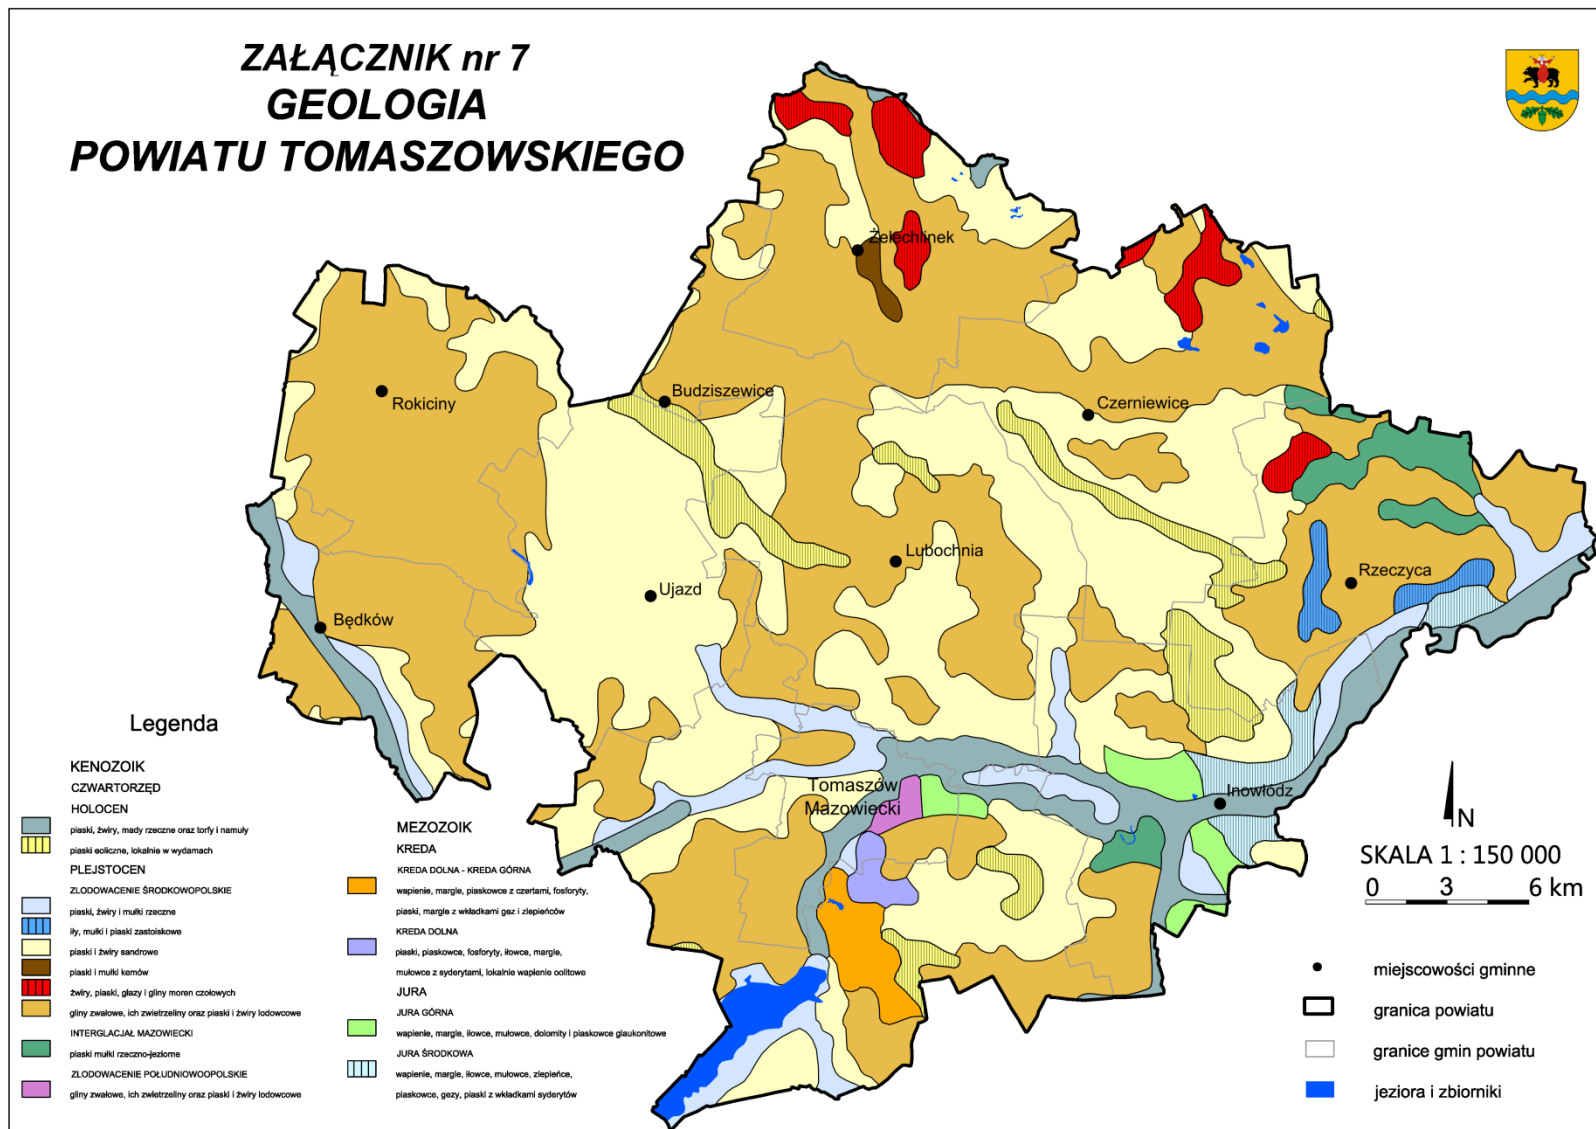 ZAŁĄCZNIK nr 7
GEOLOGIA
POWIATU TOMASZOWSKIEGO
Żelechlinek
Budziszewice
Rokiciny
Czerniewice
Lubochnia
Rzeczyca
Ujazd
Będków
Tomaszów
Mazowiecki
Inowłódz
Legenda
KENOZOIK
CZWARTORZĘD
HOLOCEN
piaski, żwiry, mady rzeczne oraz torfy i namuły
piaski eoliczne, lokalnie w wydamach
PLEJSTOCEN
ZLODOWACENIE ŚRODKOWOPOLSKIE
piaski, żwiry i mułki rzeczne
iły, mułki i piaski zastoiskowe
piaski i żwiry sandrowe
piaski i mułki kemów
żwiry, piaski, głazy i gliny moren czołowych
gliny zwałowe, ich zwietrzeliny oraz piaski i żwiry lodowcowe
INTERGLACJAŁ MAZOWIECKI
piaski mułki rzeczno-jeziorne
ZLODOWACENIE POŁUDNIOWOOPOLSKIE
gliny zwałowe, ich zwietrzeliny oraz piaski i żwiry lodowcowe
MEZOZOIK
KREDA
KREDA DOLNA - KREDA GÓRNA
wapienie, margle, piaskowce z czertami, fosforyty,
piaski, margle z wkładkami gez i zlepieńców
KREDA DOLNA
piaski, piaskowce, fosforyty, iłowce, margle,
mułowce z syderytami, lokalnie wapienie oolitowe
JURA
JURA GÓRNA
wapienie, margle, iłowce, mułowce, dolomity i piaskowce glaukonitowe
JURA ŚRODKOWA
wapienie, margle, iłowce, mułowce, zlepieńce,
piaskowce, gezy, piaski z wkładkami syderytów
N
SKALA 1 : 150 000
0 3 6 km
miejscowości gminne
granica powiatu
granice gmin powiatu
jeziora i zbiorniki